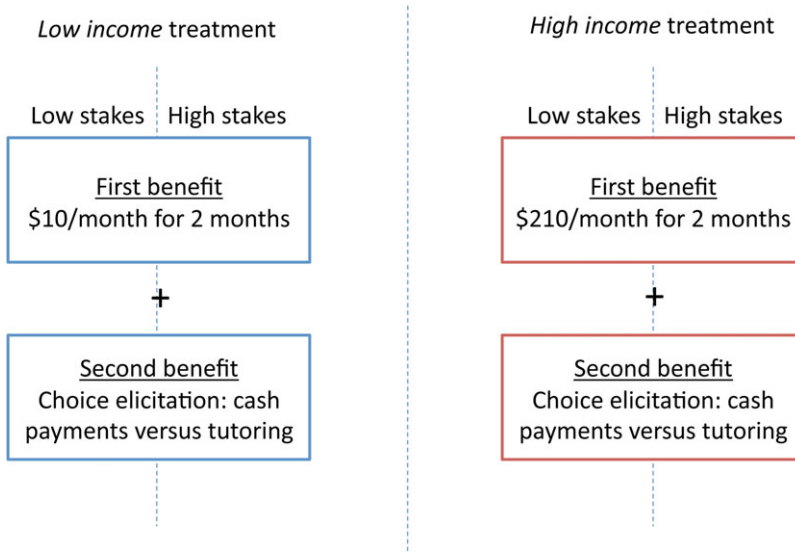 Low income treatment
Low stakes High stakes
First benefit
$10/month for 2 months
+
Second benefit
Choice elicitation: cash
payments versus tutoring
High income treatment
Low stakes High stakes
First benefit
$210/month for 2 months
+
Second benefit
Choice elicitation: cash
payments versus tutoring